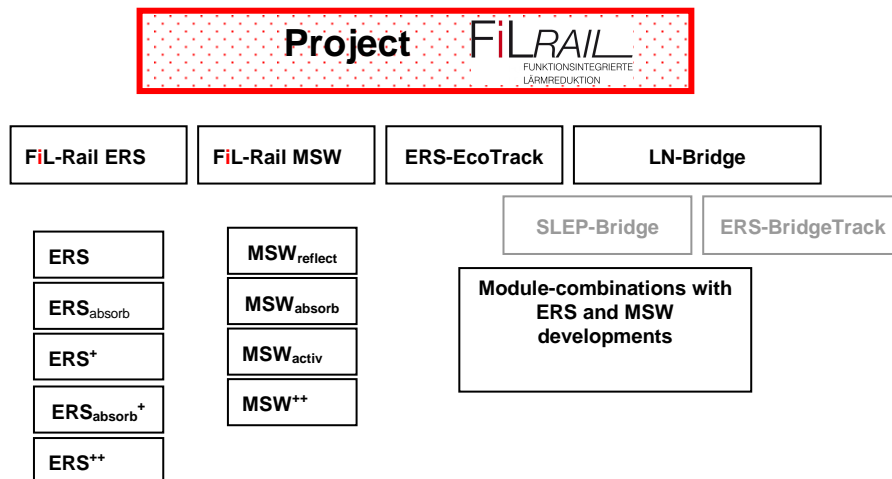 Project FiLRAIL
FUNKTIONSINTEGRIERTE
LÄRMREDUKTION
FiL-Rail ERS
FiL-Rail MSW
ERS-EcoTrack
LN-Bridge
SLEP-Bridge
ERS-BridgeTrack
ERS
ERSabsorb
ERS+
ERSabsorb+
ERS++
MSWreflect
MSWabsorb
MSWactiv
MSW++
Module-combinations with
ERS and MSW
developments